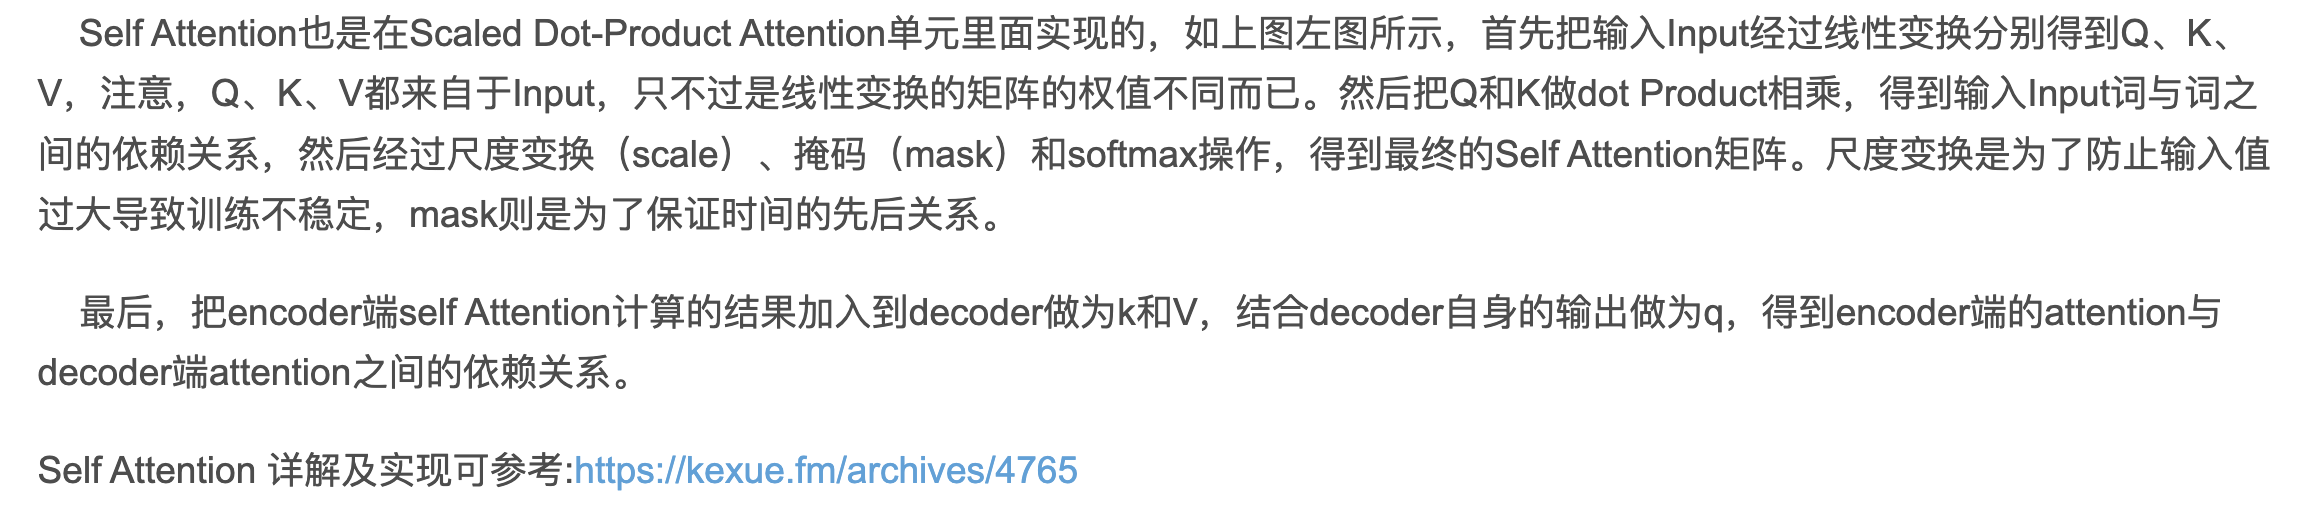 Self Attention也是在Scaled Dot-Product Attention单元里面实现的，如上图左图所示，首先把输入Input经过线性变换分别得到Q、K、
V，注意，Q、K、V都来自于Input，只不过是线性变换的矩阵的权值不同而已。然后把Q和K做dot Product相乘，得到输入Input词与词之
间的依赖关系，然后经过尺度变换（scale）、掩码（mask）和softmax操作，得到最终的Self Attention矩阵。尺度变换是为了防止输入值
过大导致训练不稳定，mask则是为了保证时间的先后关系。
最后，把encoder端self Attention计算的结果加入到decoder做为k和V，结合decoder自身的输出做为q，得到encoder端的attention与
decoder端attention之间的依赖关系。
Self Attention 详解及实现可参考:https://kexue.fm/archives/4765